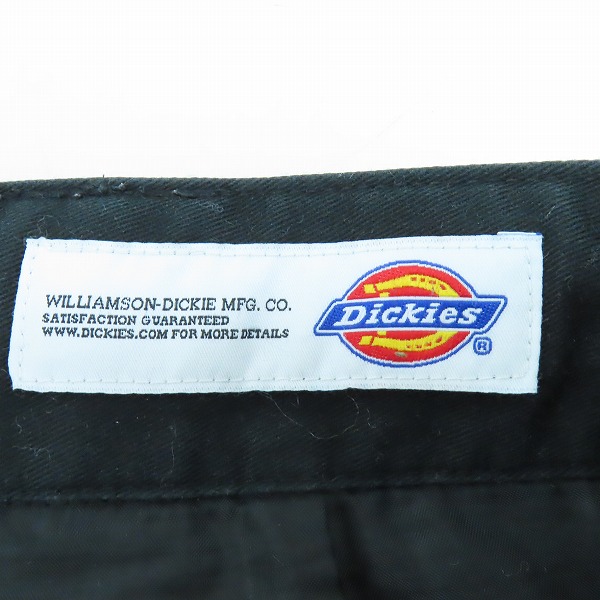 WILLIAMSON-DICKIE MFG. CO.
SATISFACTION GUARANTEED
WWW.DICKIES.COM FOR MORE DETAILS
Dickies
®